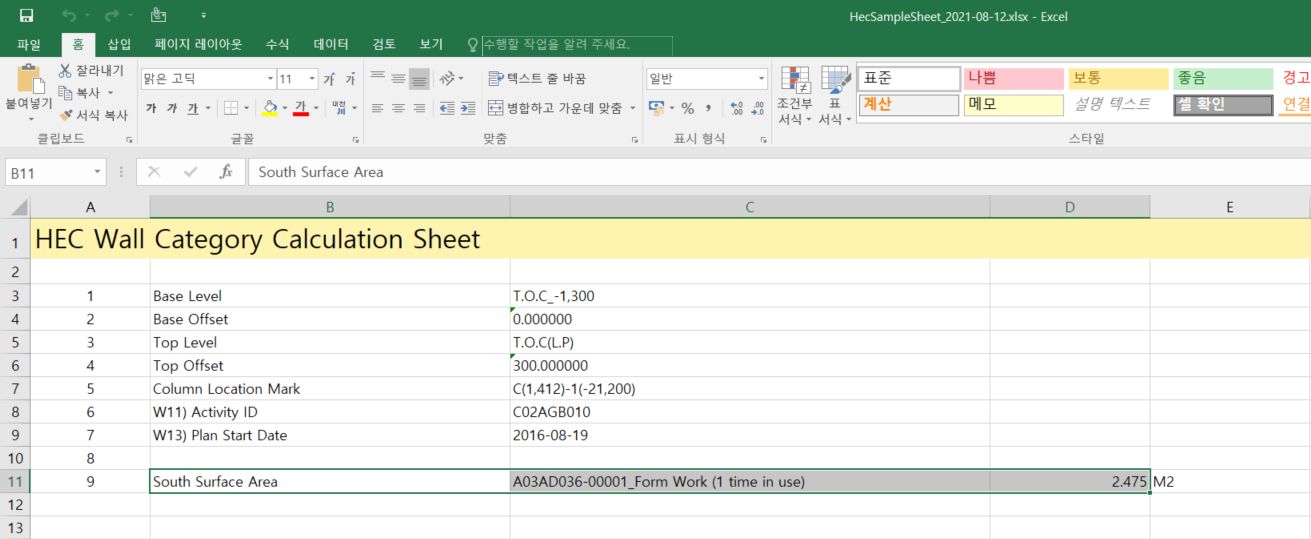 HecSampleSheet_2021-08-12.xlsx - Excel
파일 홈 삽입 페이지 레이아웃 수식 데이터 검토 보기 수행할 작업을 알려 주세요.
붙여넣기
잘라내기
복사
서식 복사
클립보드
맑은 고딕 11 가 가
가 가 가 가 내천
글꼴
텍스트 줄 바꿈
병합하고 가운데 맞춤
맞춤
일반
% , .0 .00
표시 형식
조건부 서식
표 서식
표준 나쁨 보통 좋음 경고
계산 메모 설명 텍스트 셀 확인 연결
스타일
B11 fx South Surface Area
A B C D E
1 HEC Wall Category Calculation Sheet
2
3 1 Base Level T.O.C_-1,300
4 2 Base Offset 0.000000
5 3 Top Level T.O.C(L.P)
6 4 Top Offset 300.000000
7 5 Column Location Mark C(1,412)-1(-21,200)
8 6 W11) Activity ID C02AGB010
9 7 W13) Plan Start Date 2016-08-19
10 8
11 9 South Surface Area A03AD036-00001_Form Work (1 time in use) 2.475 M2
12
13